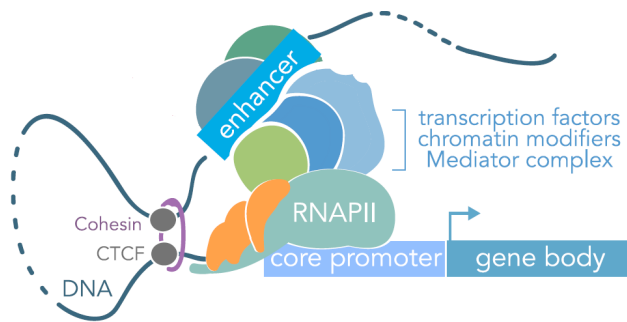 enhancer
transcription factors
chromatin modifiers
Mediator complex
RNAPII
Cohesin
CTCF
core promoter
gene body
DNA